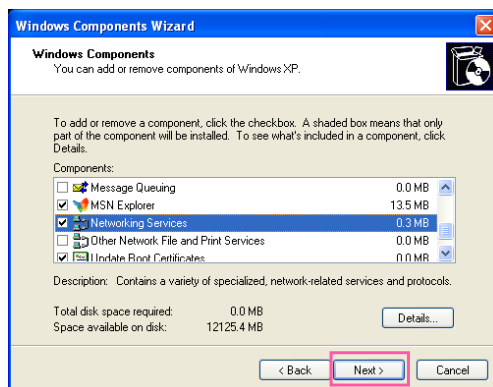 Windows Components Wizard
Windows Components
You can add or remove components of Windows XP.
To add or remove a component, click the checkbox. A shaded box means that only
part of the component will be installed. To see what's included in a component, click
Details.
Components:
Message Queuing 0.0 MB
MSN Explorer 13.5 MB
Networking Services 0.3 MB
Other Network File and Print Services 0.0 MB
Update Root Certificates 0.0 MB
Description: Contains a variety of specialized, network-related services and protocols.
Total disk space required: 0.0 MB
Space available on disk: 12125.4 MB
Details...
< Back Next > Cancel